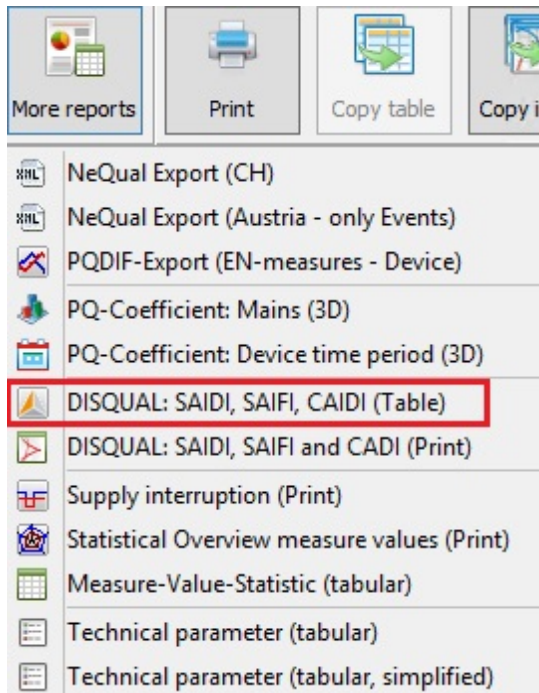 More reports Print Copy table Copy i
NeQual Export (CH)
NeQual Export (Austria - only Events)
PQDIF-Export (EN-measures - Device)
PQ-Coefficient: Mains (3D)
PQ-Coefficient: Device time period (3D)
DISQUAL: SAIDI, SAIFI, CAIDI (Table)
DISQUAL: SAIDI, SAIFI and CADI (Print)
Supply interruption (Print)
Statistical Overview measure values (Print)
Measure-Value-Statistic (tabular)
Technical parameter (tabular)
Technical parameter (tabular, simplified)